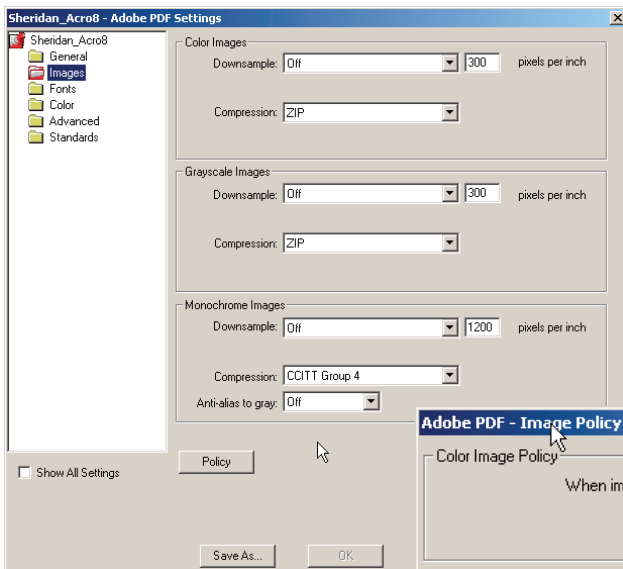 Sheridan_Acro8 - Adobe PDF Settings
Sheridan_Acro8
General
Images
Fonts
Color
Advanced
Standards
Show All Settings
Color Images
Downsample: Off 300 pixels per inch
Compression: ZIP
Grayscale Images
Downsample: Off 300 pixels per inch
Compression: ZIP
Monochrome Images
Downsample: Off 1200 pixels per inch
Compression: CCITT Group 4
Anti-alias to gray: Off
Policy
Save As...
OK
Adobe PDF - Image Policy
Color Image Policy
When im